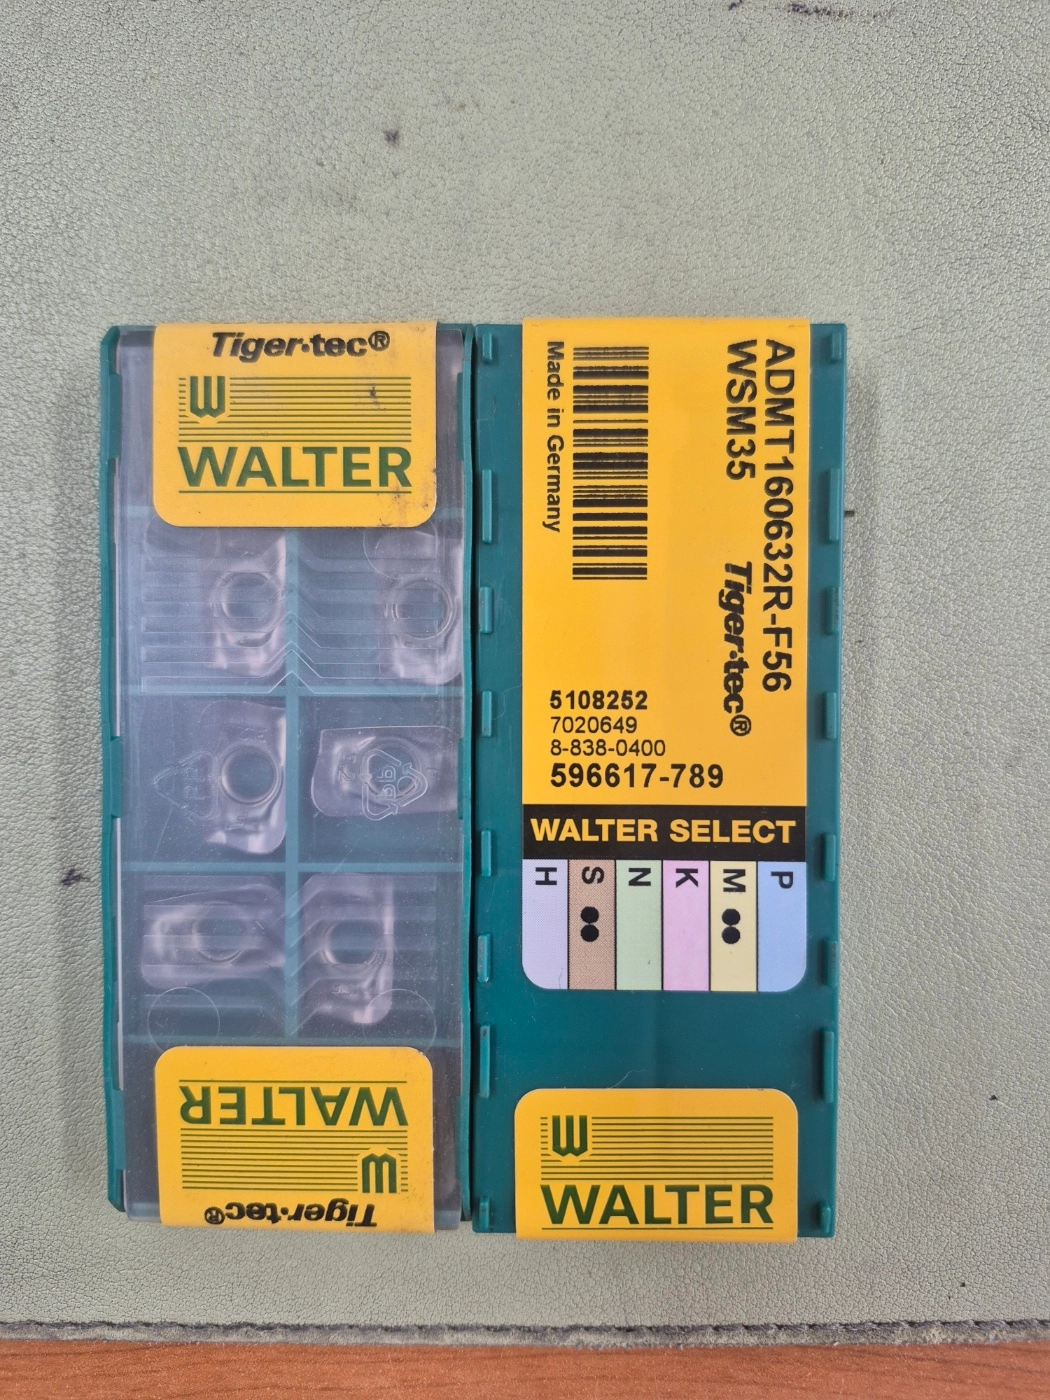 Tiger·tec®
W
WALTER
WALTER
W
Tiger·tec®
ADMT160632R-F56
WSM35
Tiger·tec®
Made in Germany
5108252
7020649
8-838-0400
596617-789
WALTER SELECT
H S N K M P
W
WALTER